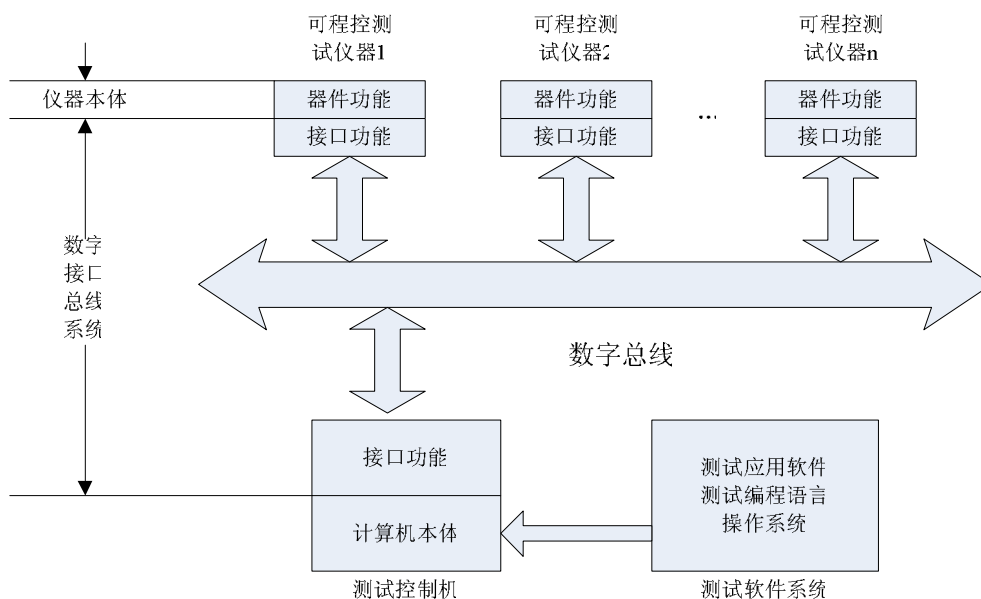 可程控测
试仪器1
可程控测
试仪器2
可程控测
试仪器n
仪器本体
器件功能
接口功能
器件功能
接口功能
...
器件功能
接口功能
数字
接口
总线
系统
数字总线
接口功能
计算机本体
测试控制机
测试应用软件
测试编程语言
操作系统
测试软件系统